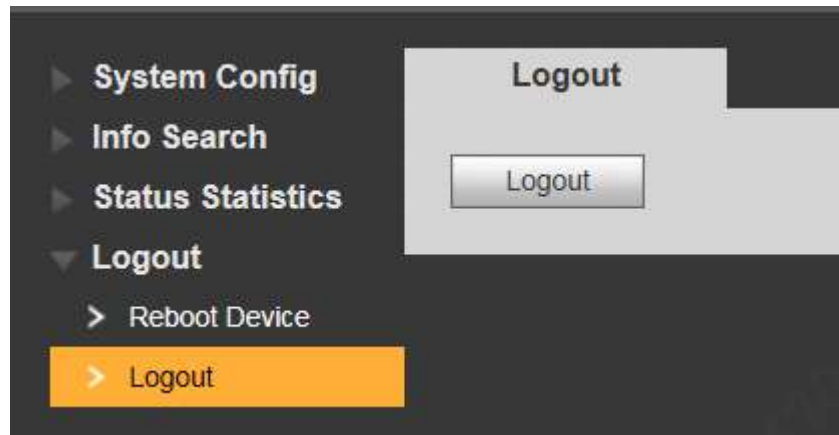 System Config
Info Search
Status Statistics
Logout
Reboot Device
Logout
Logout
Logout